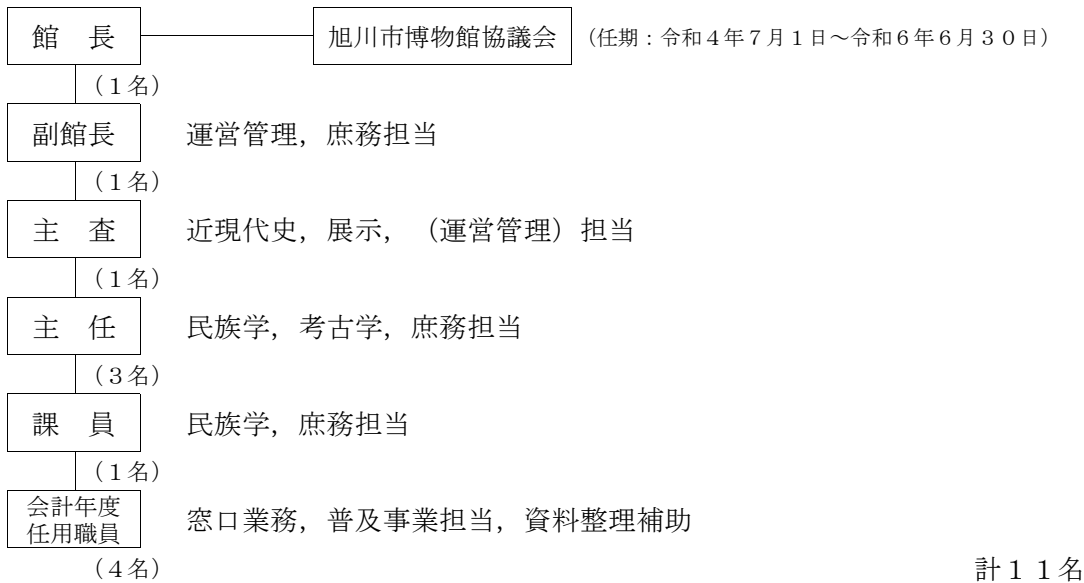 館　長　旭川市博物館協議会　（任期：令和４年７月１日～令和６年６月３０日）
（１名）
副館長　運営管理，庶務担当
（１名）
主　査　近現代史，展示，（運営管理）担当
（１名）
主　任　民族学，考古学，庶務担当
（３名）
課　員　民族学，庶務担当
（１名）
会計年度
任用職員　窓口業務，普及事業担当，資料整理補助
（４名）　計１１名